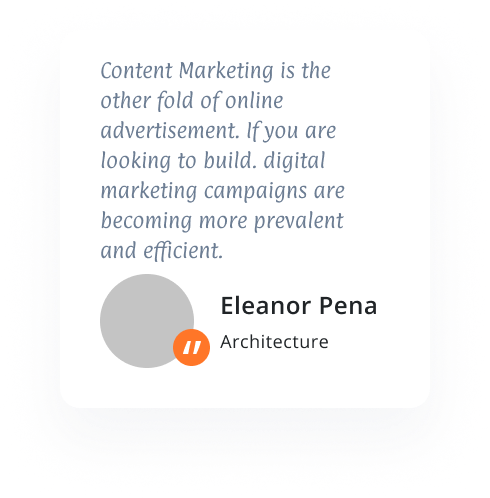 Content Marketing is the
other fold of online
advertisement. If you are
looking to build. digital
marketing campaigns are
becoming more prevalent
and efficient.
Eleanor Pena
Architecture